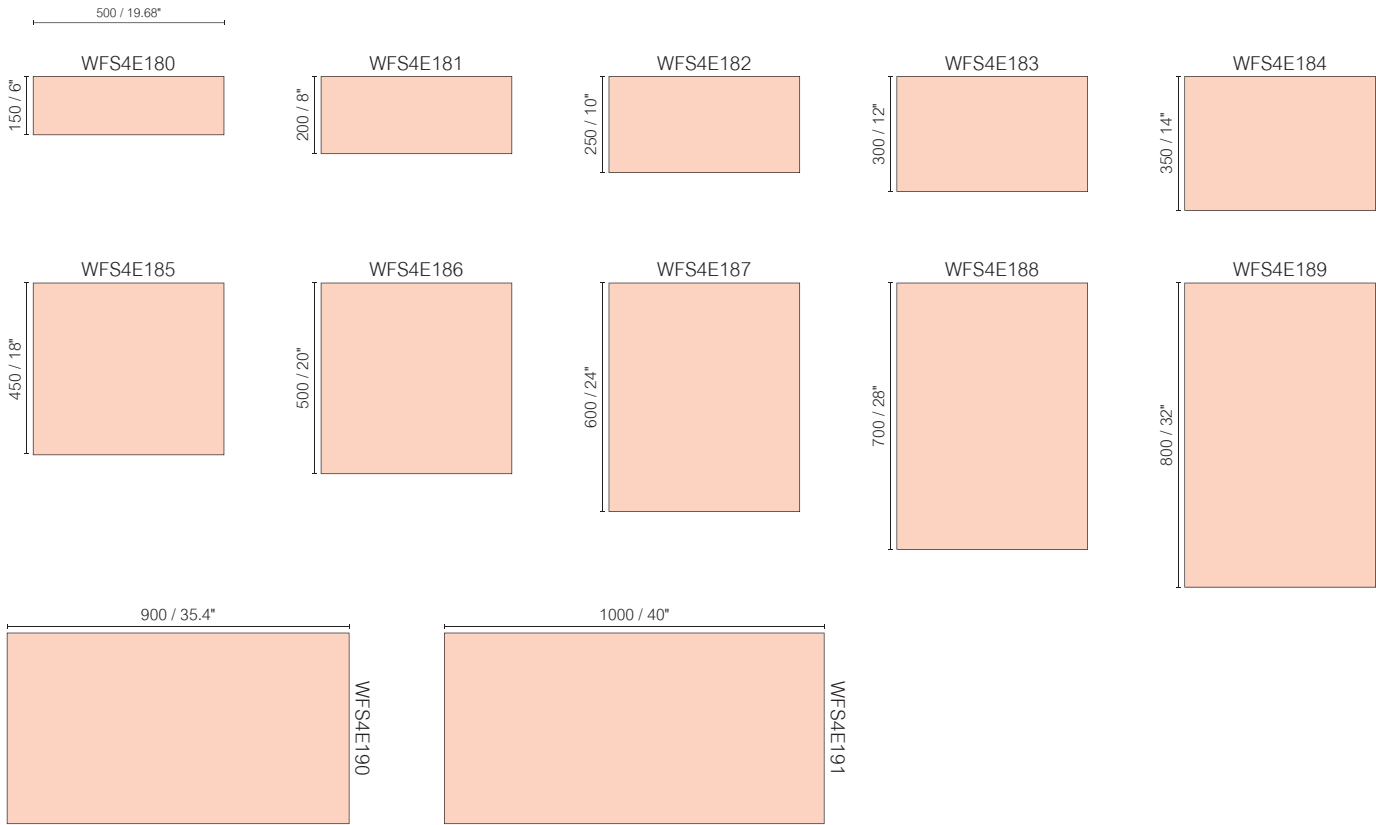 500 / 19.68"
WFS4E180
150 / 6"
WFS4E181
200 / 8"
WFS4E182
250 / 10"
WFS4E183
300 / 12"
WFS4E184
350 / 14"
WFS4E185
450 / 18"
WFS4E186
500 / 20"
WFS4E187
600 / 24"
WFS4E188
700 / 28"
WFS4E189
800 / 32"
900 / 35.4"
WFS4E190
1000 / 40"
WFS4E191